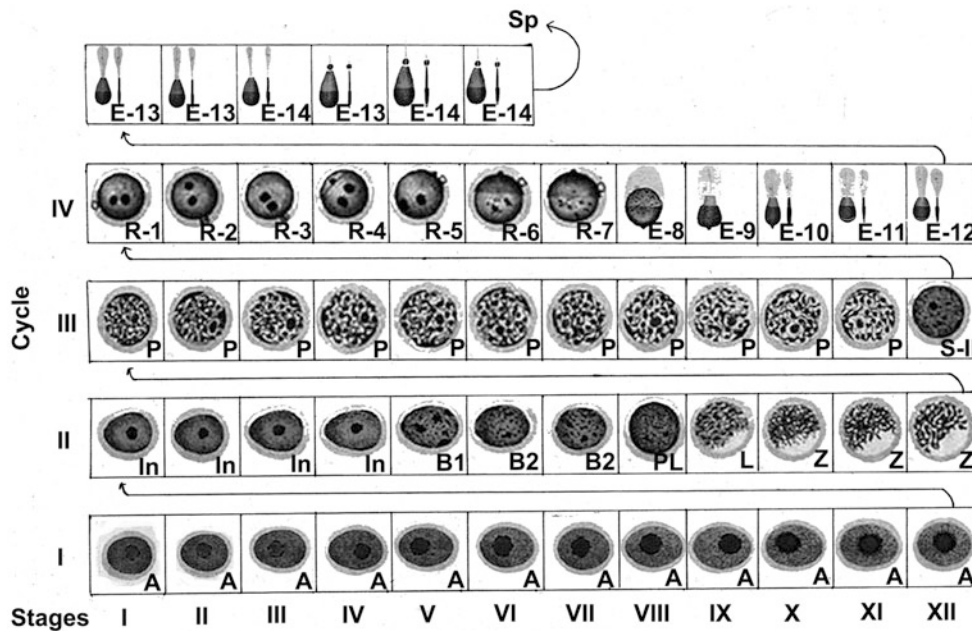 Sp
E-13 E-13 E-14 E-13 E-14 E-14
IV
R-1 R-2 R-3 R-4 R-5 R-6 R-7 E-8 E-9 E-10 E-11 E-12
Cycle
III
P P P P P P P P P P P S-I
II
In In In In B1 B2 B2 PL L Z Z Z
I
A A A A A A A A A A A A
Stages I II III IV V VI VII VIII IX X XI XII